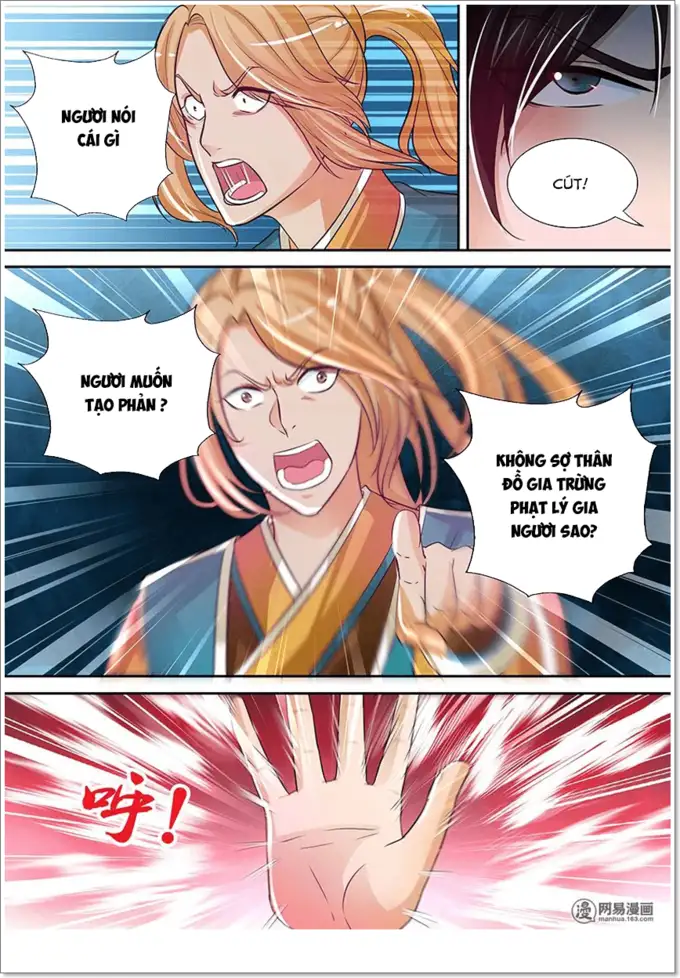 NGƯƠI NÓI
CÁI GÌ
CÚT!
NGƯƠI MUỐN
TẠO PHẢN ?
KHÔNG SỢ THÂN
ĐỒ GIA TRỪNG
PHẠT LÝ GIA
NGƯƠI SAO?
呼!
漫 网易漫画
manhua.163.com